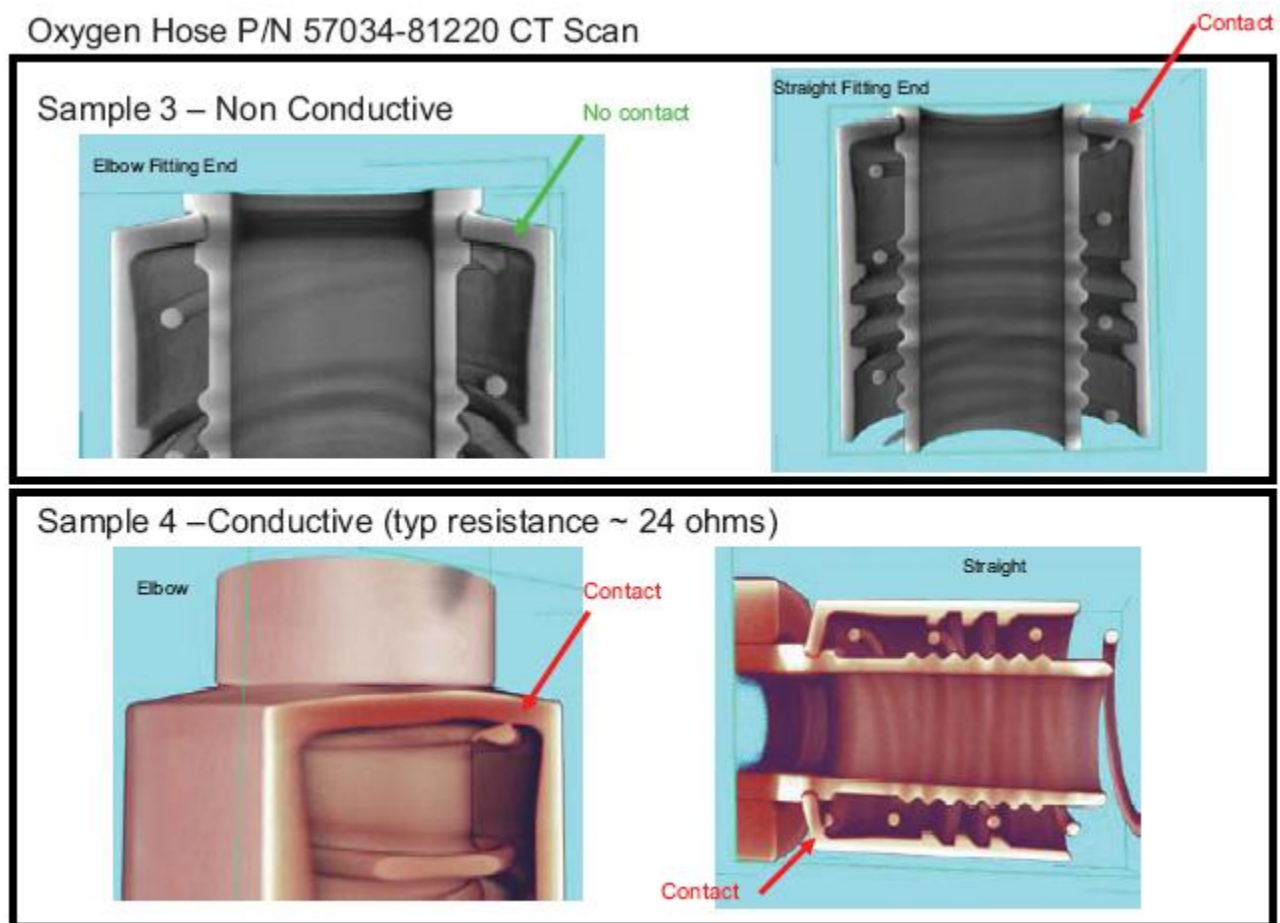 Oxygen Hose P/N 57034-81220 CT Scan
Contact
Sample 3 – Non Conductive
No contact
Elbow Fitting End
Straight Fitting End
Sample 4 –Conductive (typ resistance ~ 24 ohms)
Elbow
Contact
Straight
Contact